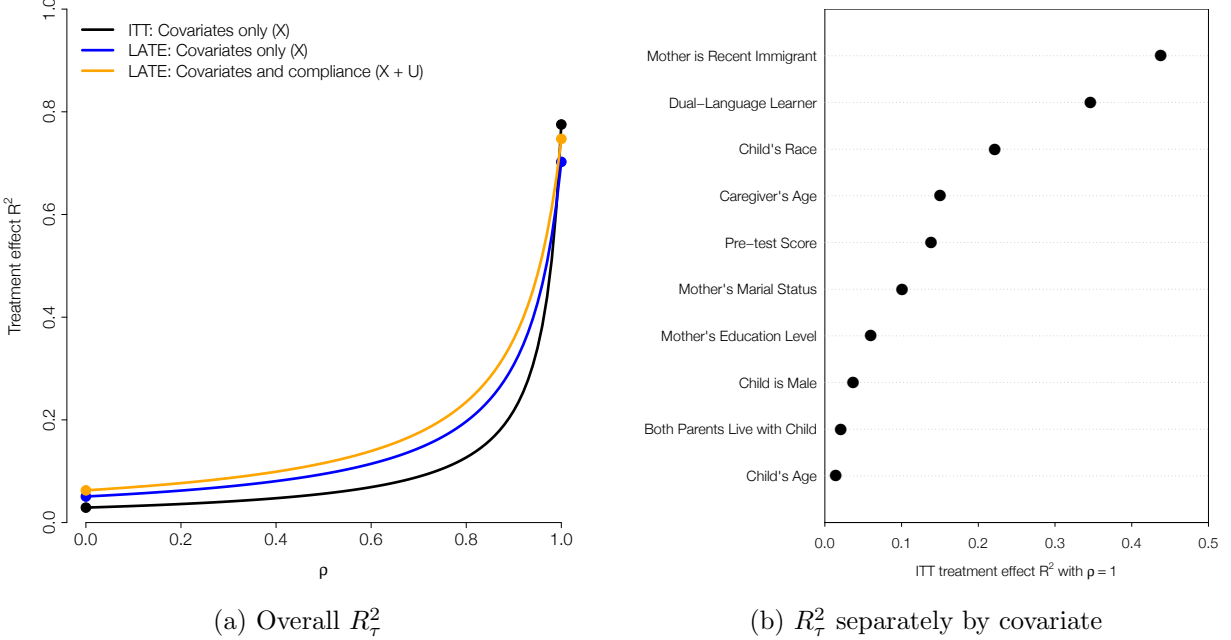 ITT: Covariates only (X)
LATE: Covariates only (X)
LATE: Covariates and compliance (X + U)
Treatment effect R²
1.0
0.8
0.6
0.4
0.2
0.0
0.0 0.2 0.4 0.6 0.8 1.0
ρ
(a) Overall R²τ
Mother is Recent Immigrant
Dual−Language Learner
Child's Race
Caregiver's Age
Pre−test Score
Mother's Marial Status
Mother's Education Level
Child is Male
Both Parents Live with Child
Child's Age
0.0 0.1 0.2 0.3 0.4 0.5
ITT treatment effect R² with ρ = 1
(b) R²τ separately by covariate